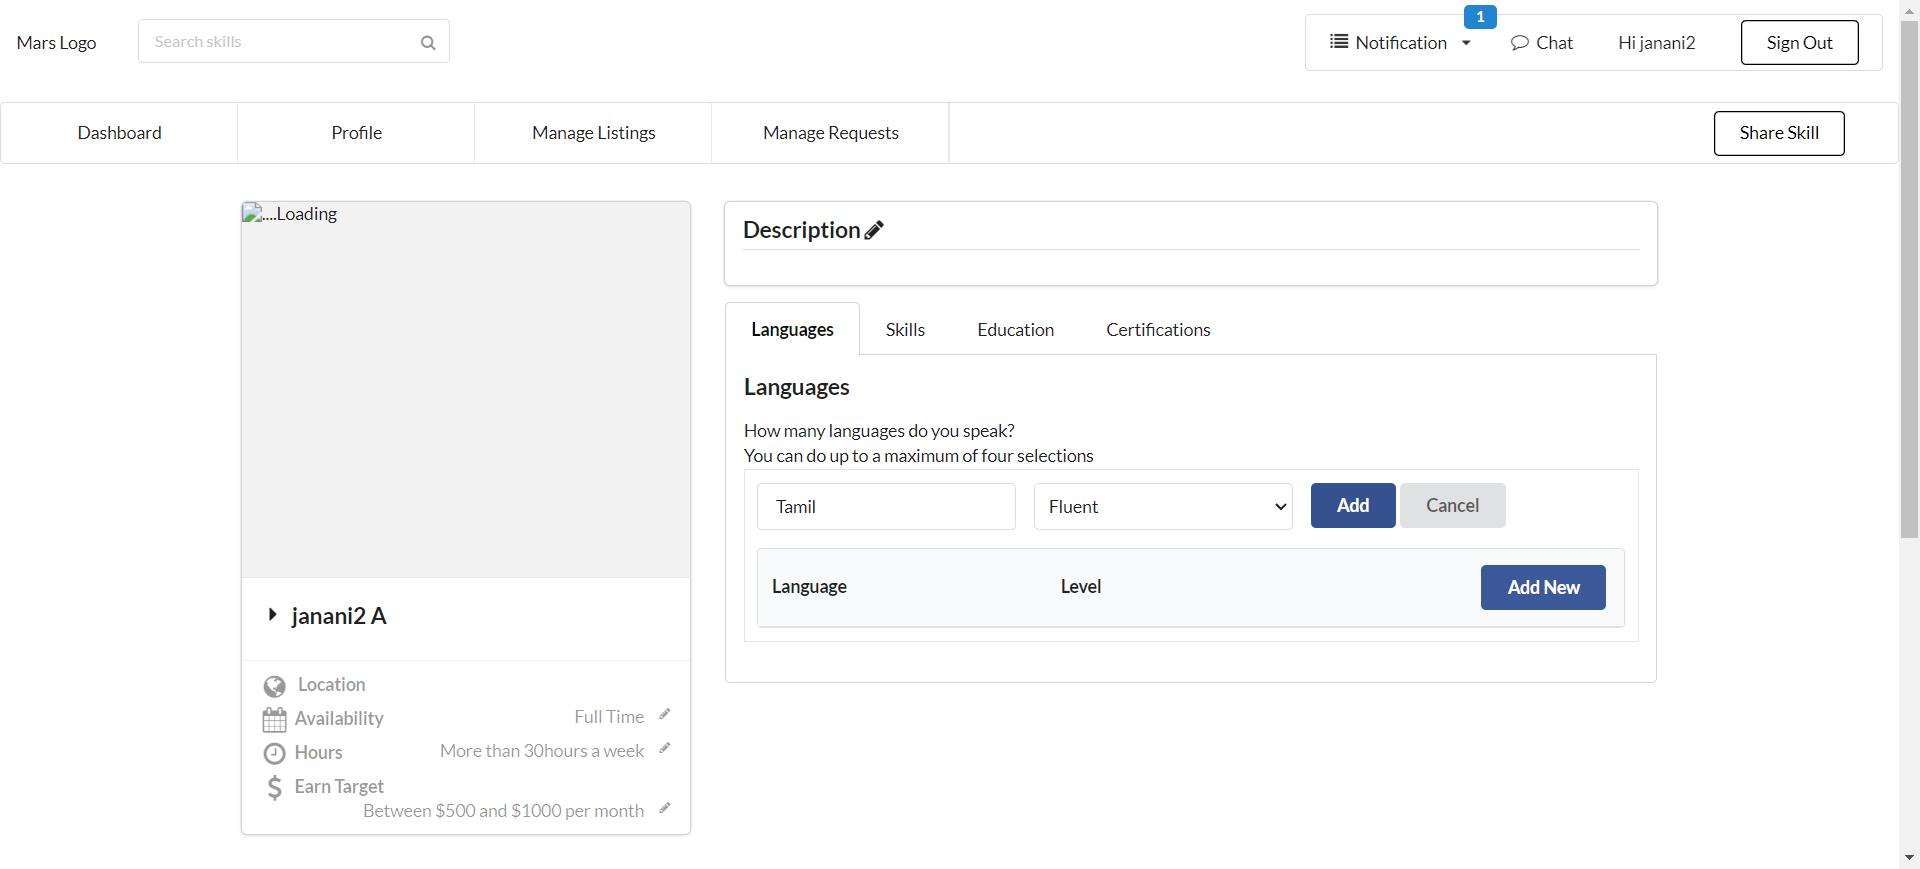 Mars Logo
Search skills
1
Notification
Chat
Hi janani2
Sign Out
Dashboard
Profile
Manage Listings
Manage Requests
Share Skill
....Loading
janani2 A
Location
Availability
Full Time
Hours
More than 30hours a week
Earn Target
Between $500 and $1000 per month
Description
Languages
Skills
Education
Certifications
Languages
How many languages do you speak?
You can do up to a maximum of four selections
Tamil
Fluent
Add
Cancel
Language
Level
Add New